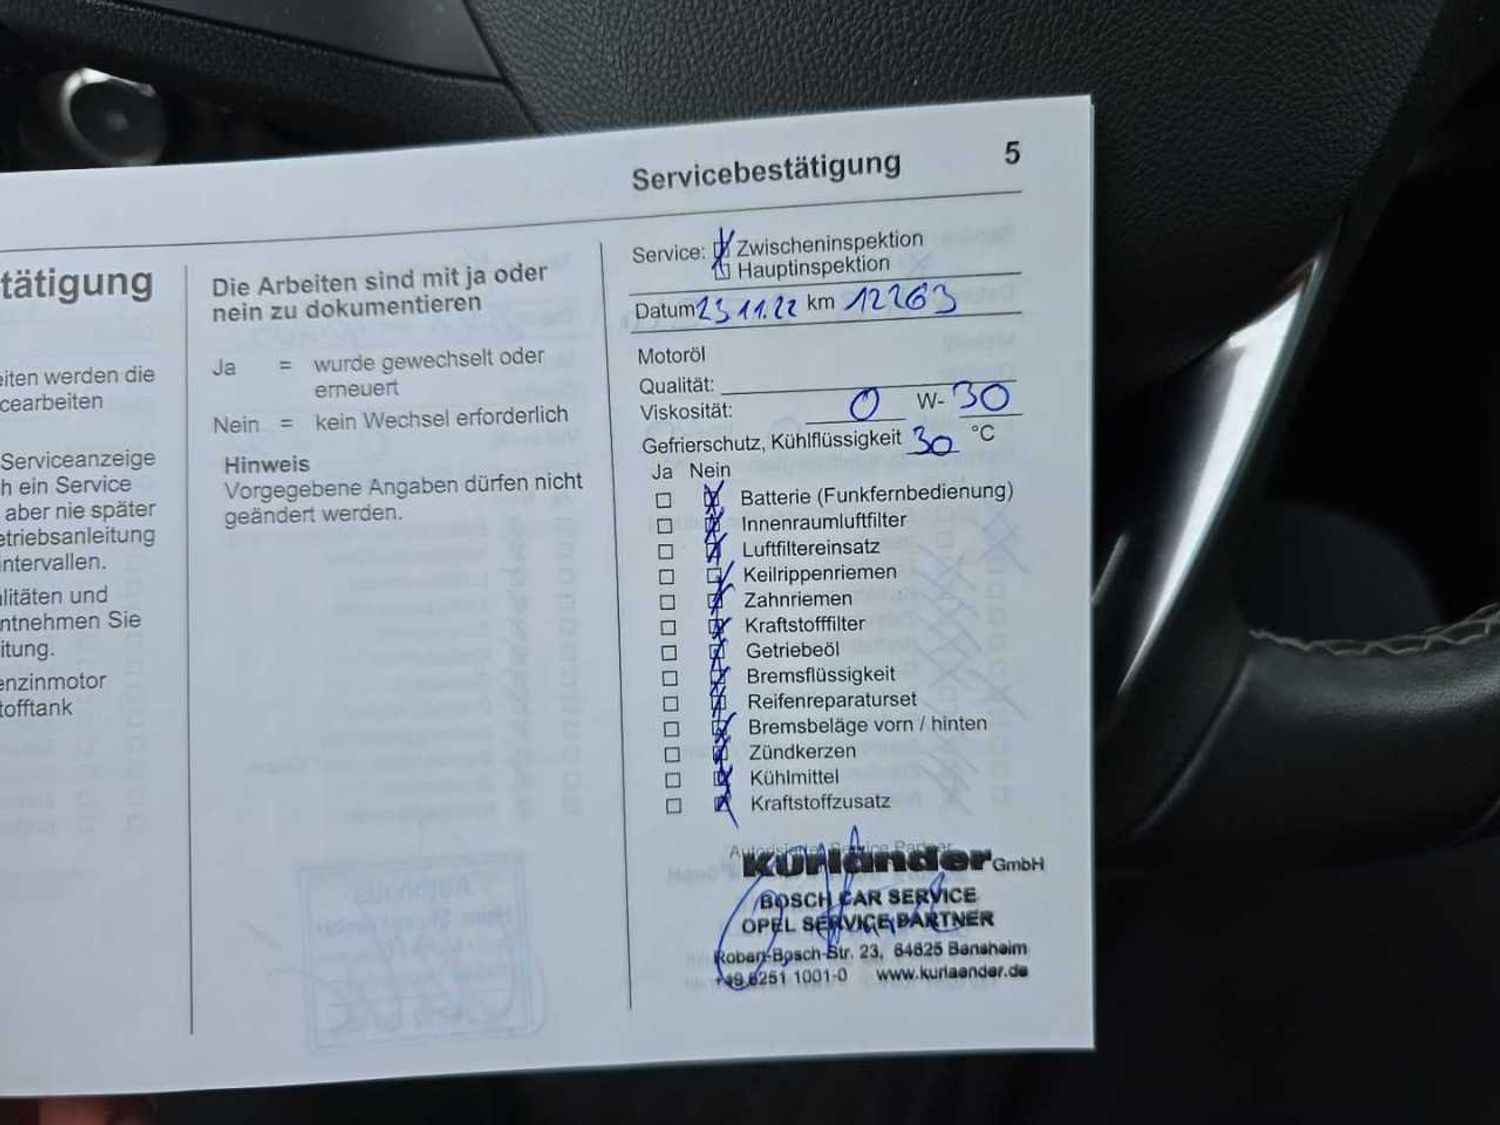 Servicebestätigung 5
tätigung
eiten werden die
cearbeiten
Serviceanzeige
h ein Service
aber nie später
etriebsanleitung
intervallen.
litäten und
ntnehmen Sie
itung.
enzinmotor
tofftank
Die Arbeiten sind mit ja oder
nein zu dokumentieren
Ja = wurde gewechselt oder
erneuert
Nein = kein Wechsel erforderlich
Hinweis
Vorgegebene Angaben dürfen nicht
geändert werden.
Service: Zwischeninspektion
Hauptinspektion
Datum 23.11.22 km 12263
Motoröl
Qualität:
Viskosität: 0 W- 30
Gefrierschutz, Kühlflüssigkeit 30 °C
Ja Nein
Batterie (Funkfernbedienung)
Innenraumluftfilter
Luftfiltereinsatz
Keilrippenriemen
Zahnriemen
Kraftstofffilter
Getriebeöl
Bremsflüssigkeit
Reifenreparaturset
Bremsbeläge vorn / hinten
Zündkerzen
Kühlmittel
Kraftstoffzusatz
Autorisierter Service Partner
Kurländer GmbH
BOSCH CAR SERVICE
OPEL SERVICE PARTNER
Robert-Bosch-Str. 23, 64625 Bensheim
+49 6251 1001-0 www.kurlaender.de